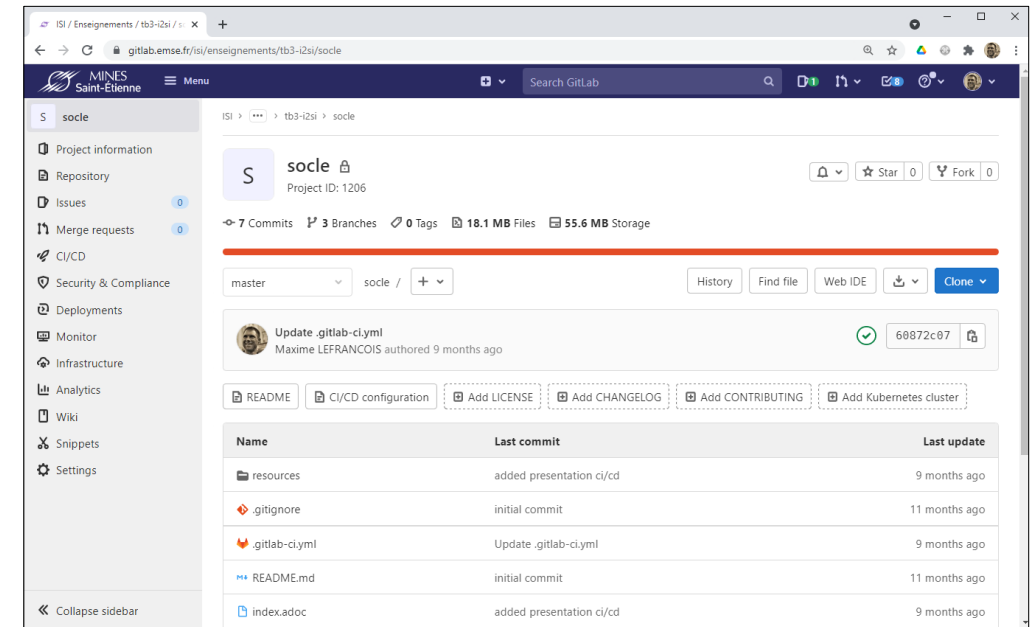 ISI / Enseignements / tb3-i2si / so
gitlab.emse.fr/isi/enseignements/tb3-i2si/socle
MINES
Saint-Étienne
Menu
Search GitLab
1
8
S socle
ISI > ••• > tb3-i2si > socle
Project information
Repository
Issues 0
Merge requests 0
CI/CD
Security & Compliance
Deployments
Monitor
Infrastructure
Analytics
Wiki
Snippets
Settings
Collapse sidebar
S
socle
Project ID: 1206
Star 0 Fork 0
7 Commits 3 Branches 0 Tags 18.1 MB Files 55.6 MB Storage
master socle / + History Find file Web IDE Clone
Update .gitlab-ci.yml
Maxime LEFRANCOIS authored 9 months ago
60872c07
README CI/CD configuration Add LICENSE Add CHANGELOG Add CONTRIBUTING Add Kubernetes cluster
Name Last commit Last update
resources added presentation ci/cd 9 months ago
.gitignore initial commit 11 months ago
.gitlab-ci.yml Update .gitlab-ci.yml 9 months ago
README.md initial commit 11 months ago
index.adoc added presentation ci/cd 9 months ago